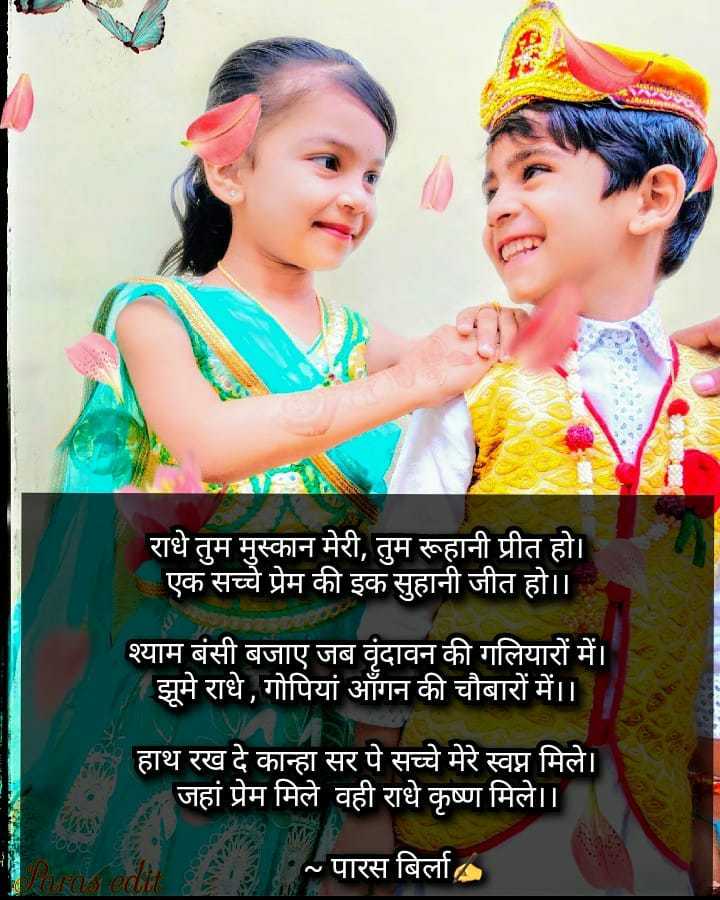 राधे तुम मुस्कान मेरी, तुम रूहानी प्रीत हो।
एक सच्चे प्रेम की इक सुहानी जीत हो।।
श्याम बंसी बजाए जब वृंदावन की गलियारों में।
झूमे राधे , गोपियां आँगन की चौबारों में।।
हाथ रख दे कान्हा सर पे सच्चे मेरे स्वप्न मिले।
जहां प्रेम मिले वही राधे कृष्ण मिले।।
~ पारस बिर्ला✍
Paras edit